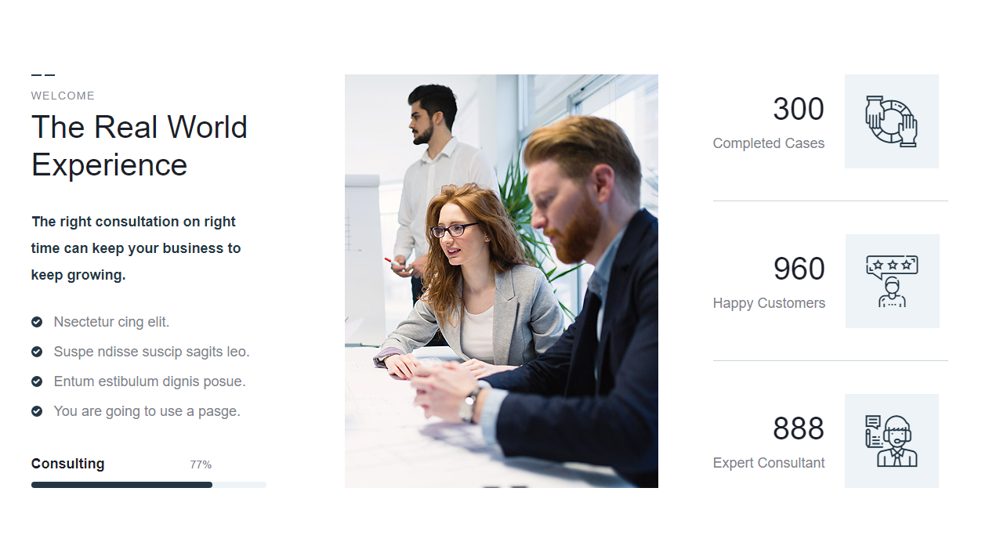 WELCOME
The Real World
Experience
The right consultation on right
time can keep your business to
keep growing.
Nsectetur cing elit.
Suspe ndisse suscip sagits leo.
Entum estibulum dignis posue.
You are going to use a pasge.
Consulting 77%
300
Completed Cases
960
Happy Customers
888
Expert Consultant